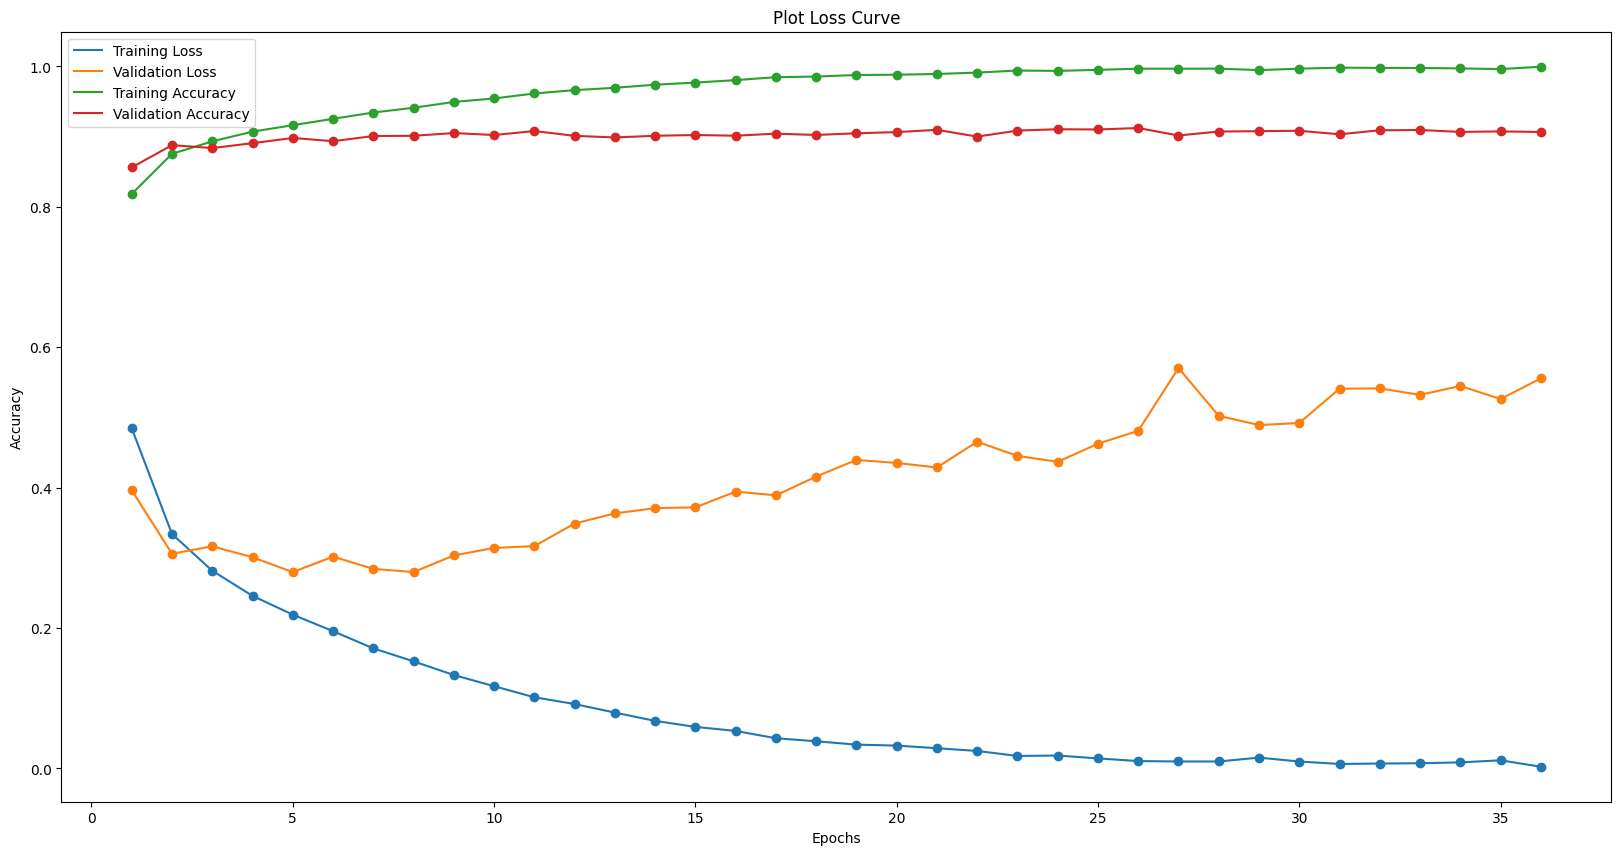 Plot Loss Curve
Training Loss
Validation Loss
Training Accuracy
Validation Accuracy
1.0
0.8
0.6
0.4
0.2
0.0
Accuracy
0 5 10 15 20 25 30 35
Epochs